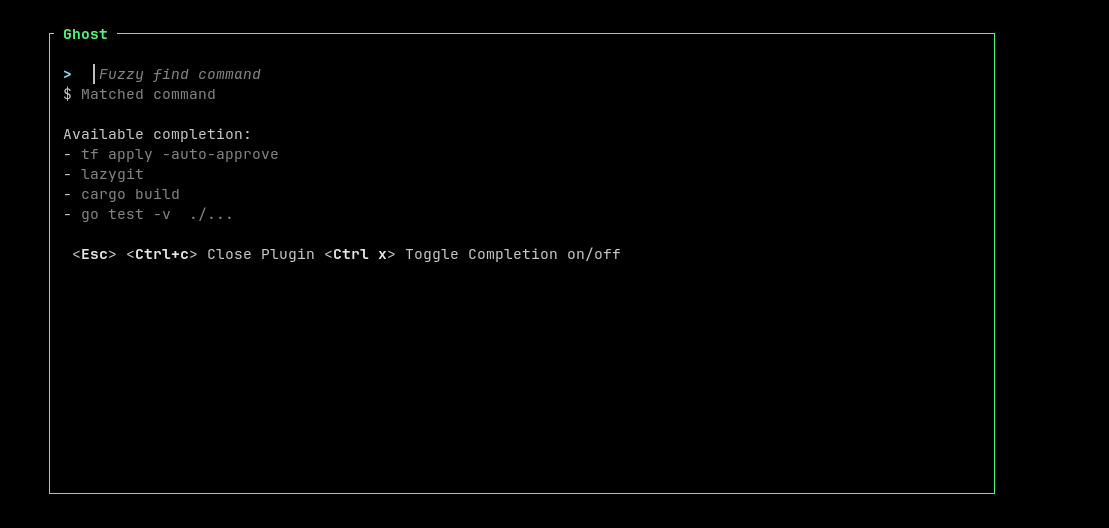 Ghost
> Fuzzy find command
$ Matched command
Available completion:
- tf apply -auto-approve
- lazygit
- cargo build
- go test -v  ./...
<Esc> <Ctrl+c> Close Plugin <Ctrl x> Toggle Completion on/off